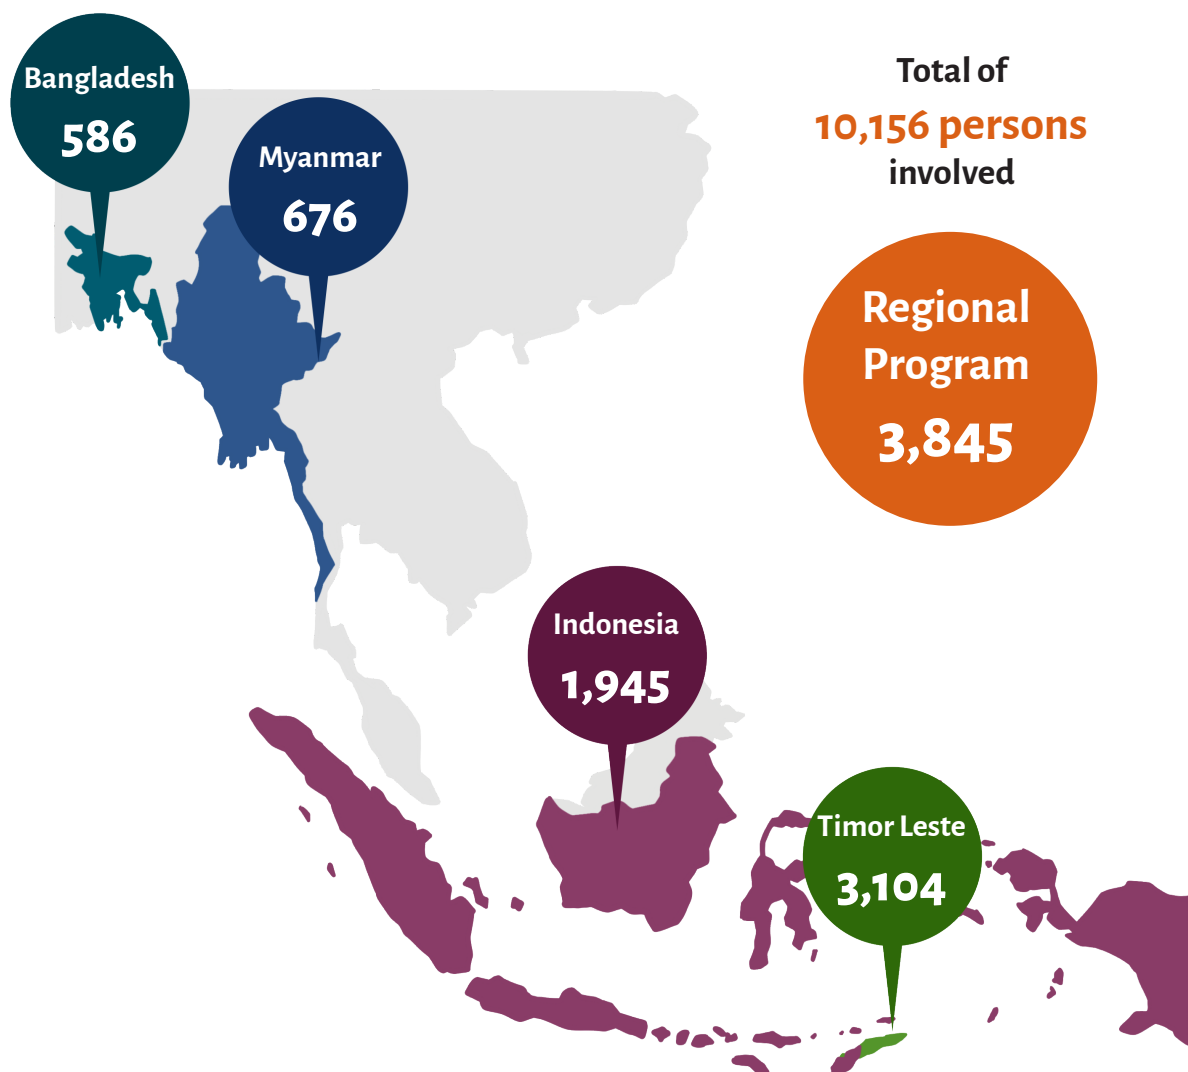 Bangladesh
586
Myanmar
676
Total of
10,156 persons
involved
Regional
Program
3,845
Indonesia
1,945
Timor Leste
3,104